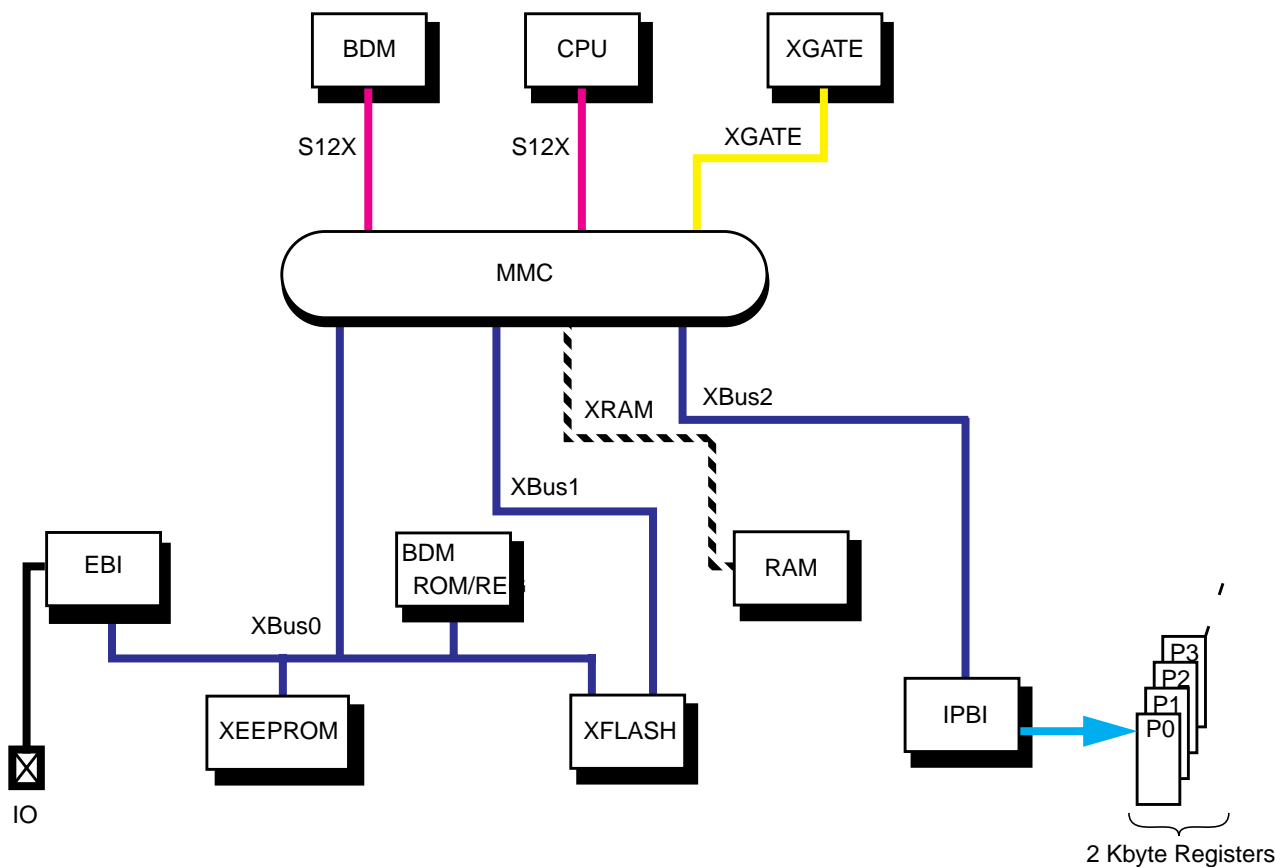 BDM
CPU
XGATE
S12X
S12X
XGATE
MMC
XRAM
XBus2
XBus1
EBI
BDM
ROM/REG
RAM
XBus0
P3
P2
P1
P0
XEEPROM
XFLASH
IPBI
IO
2 Kbyte Registers